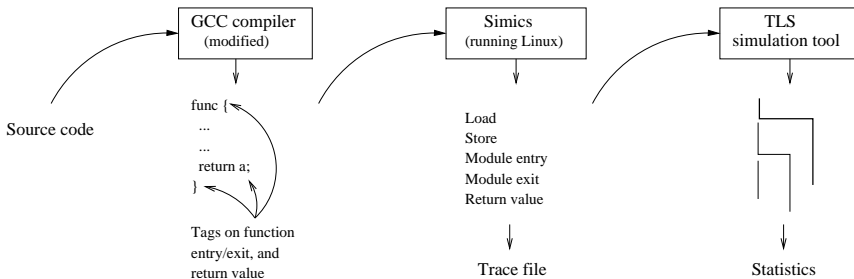 GCC compiler
(modified)
Simics
(running Linux)
TLS
simulation tool
Source code
func {
...
...
return a;
}
Tags on function
entry/exit, and
return value
Load
Store
Module entry
Module exit
Return value
Trace file
Statistics